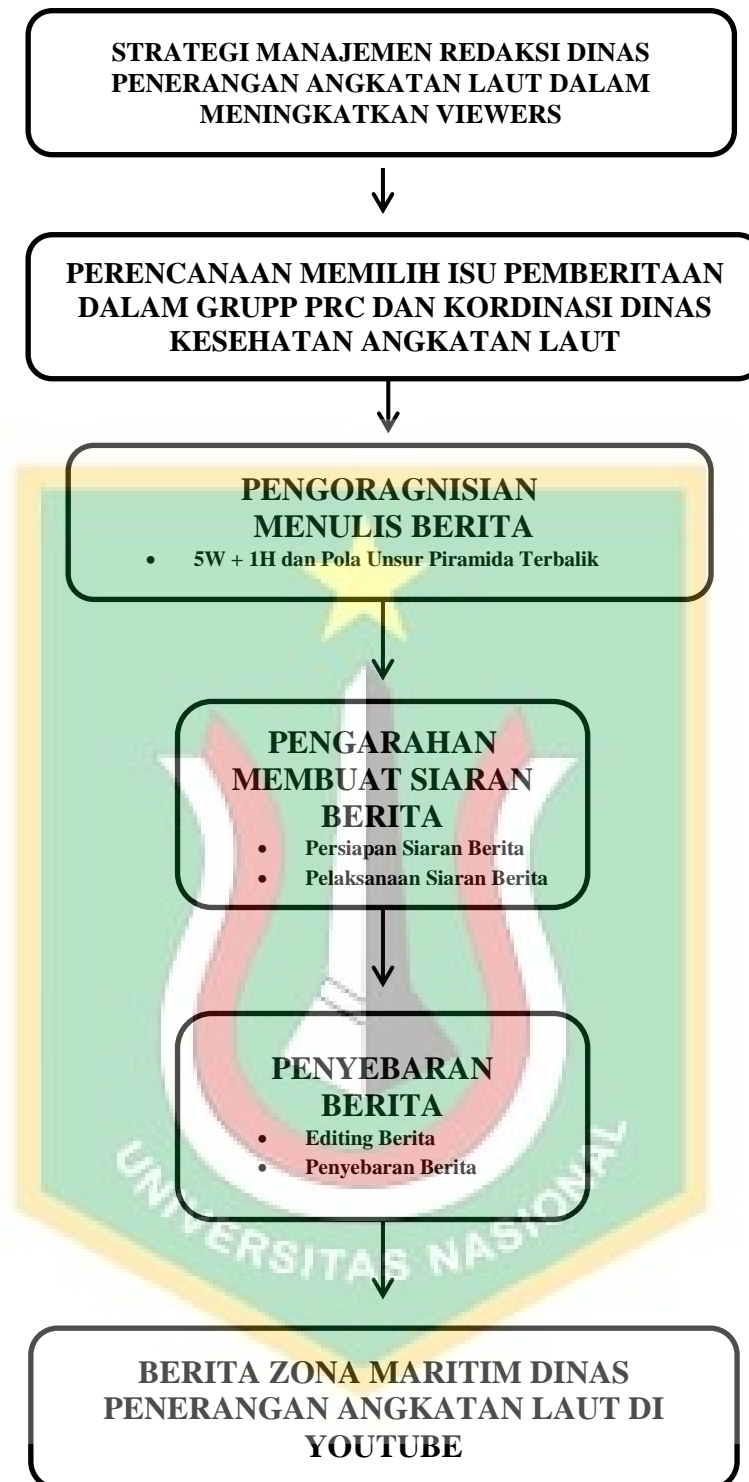 STRATEGI MANAJEMEN REDAKSI DINAS
PENERANGAN ANGKATAN LAUT DALAM
MENINGKATKAN VIEWERS
PERENCANAAN MEMILIH ISU PEMBERITAAN
DALAM GRUPP PRC DAN KORDINASI DINAS
KESEHATAN ANGKATAN LAUT
PENGORAGNISIAN
MENULIS BERITA
• 5W + 1H dan Pola Unsur Piramida Terbalik
PENGARAHAN
MEMBUAT SIARAN
BERITA
• Persiapan Siaran Berita
• Pelaksanaan Siaran Berita
PENYEBARAN
BERITA
• Editing Berita
• Penyebaran Berita
UNIVERSITAS NASIONAL
BERITA ZONA MARITIM DINAS
PENERANGAN ANGKATAN LAUT DI
YOUTUBE